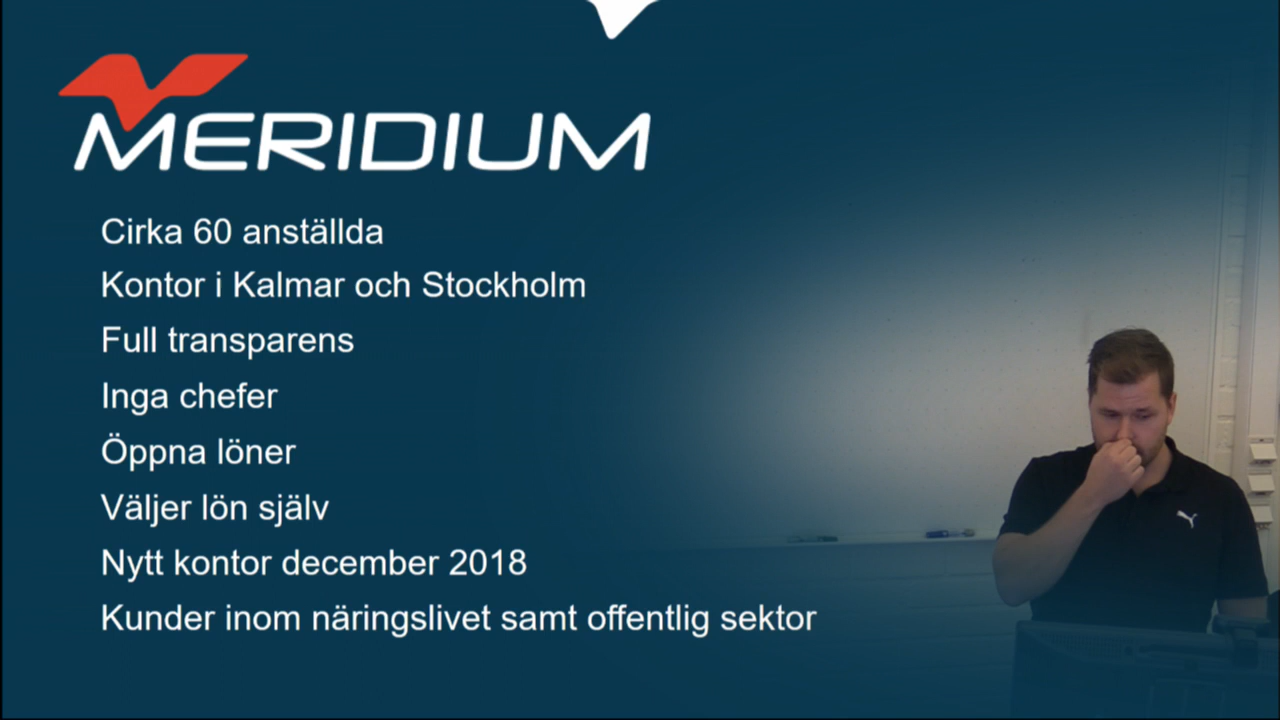 MERIDIUM
Cirka 60 anställda
Kontor i Kalmar och Stockholm
Full transparens
Inga chefer
Öppna löner
Väljer lön själv
Nytt kontor december 2018
Kunder inom näringslivet samt offentlig sektor